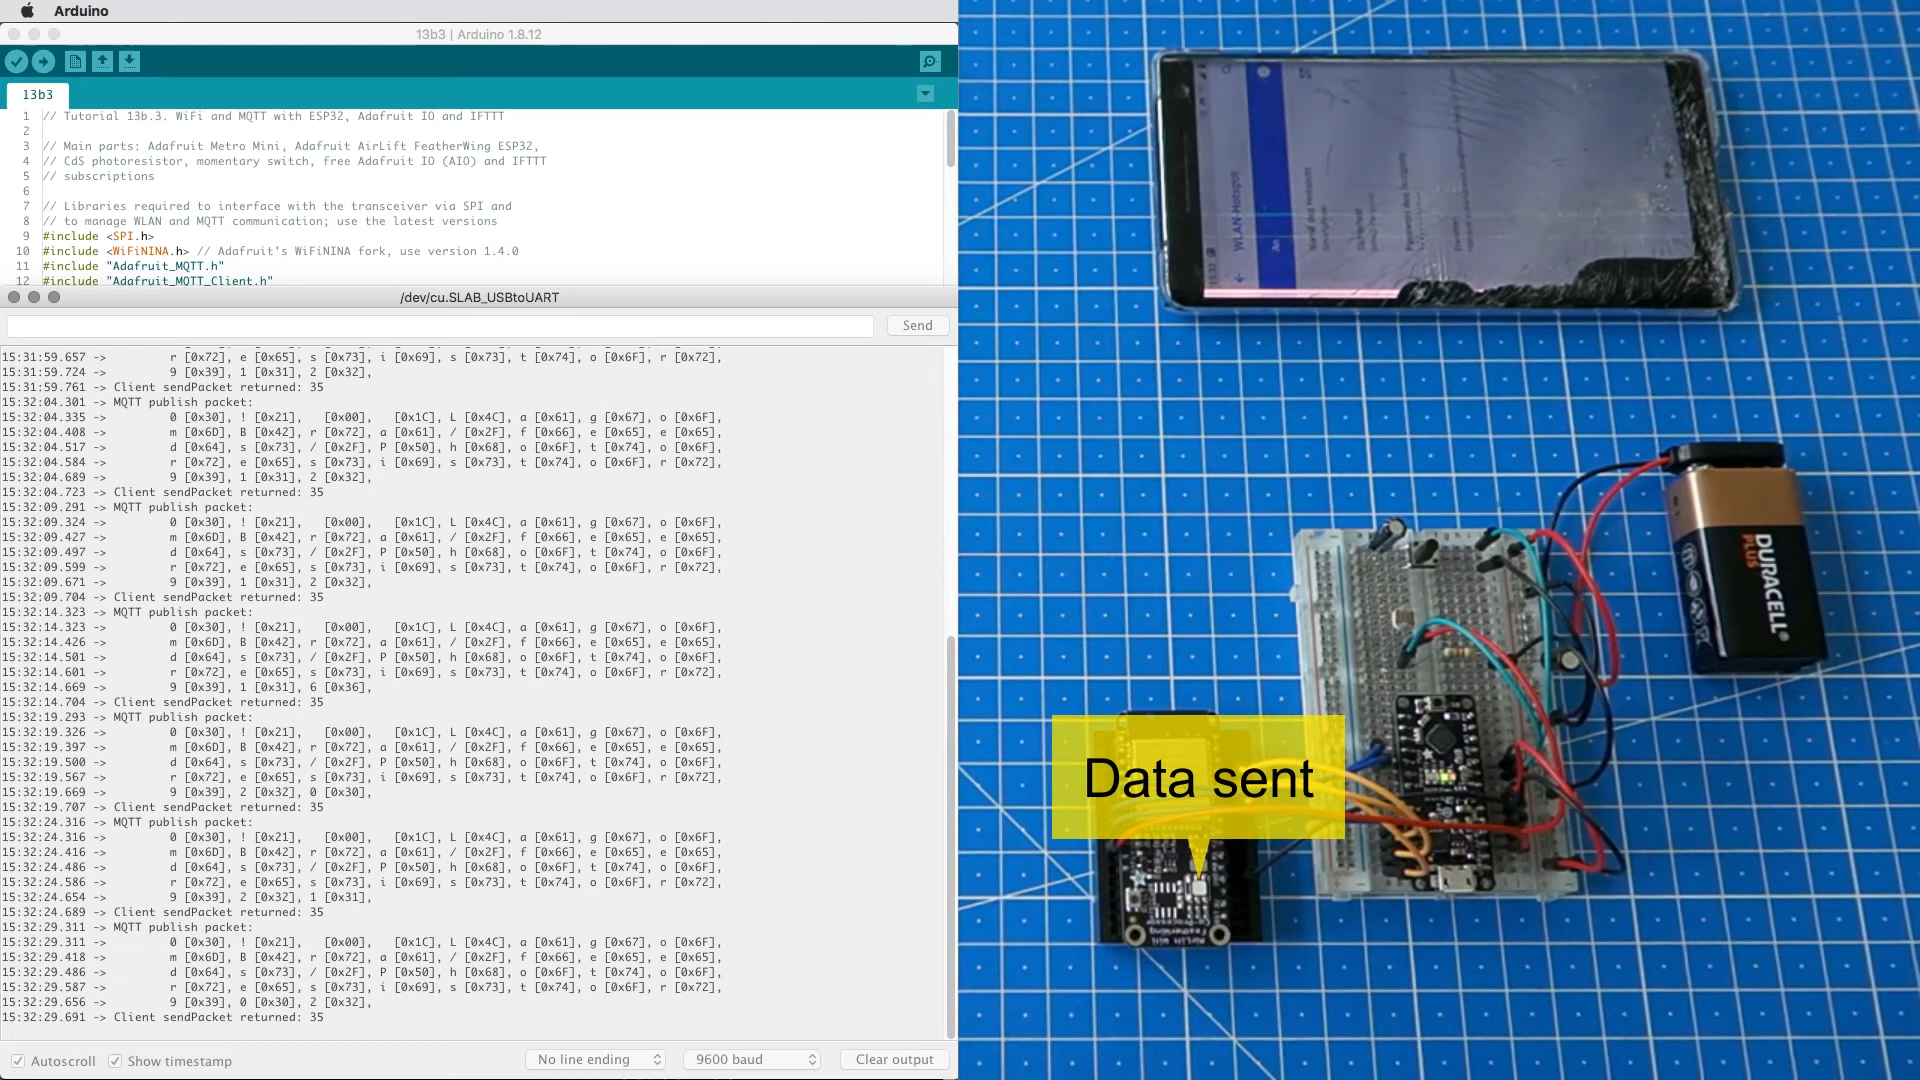 Arduino
13b3 | Arduino 1.8.12
13b3
1 // Tutorial 13b.3. WiFi and MQTT with ESP32, Adafruit IO and IFTTT
2
3 // Main parts: Adafruit Metro Mini, Adafruit AirLift FeatherWing ESP32,
4 // CdS photoresistor, momentary switch, free Adafruit IO (AIO) and IFTTT
5 // subscriptions
6
7 // Libraries required to interface with the transceiver via SPI and
8 // to manage WLAN and MQTT communication; use the latest versions
9 #include <SPI.h>
10 #include <WiFiNINA.h> // Adafruit's WiFiNINA fork, use version 1.4.0
11 #include "Adafruit_MQTT.h"
12 #include "Adafruit_MQTT_Client.h"
/dev/cu.SLAB_USBtoUART
Send
15:31:59.657 -> r [0x72], e [0x65], s [0x73], i [0x69], s [0x73], t [0x74], o [0x6F], r [0x72],
15:31:59.724 -> 9 [0x39], 1 [0x31], 2 [0x32],
15:31:59.761 -> Client sendPacket returned: 35
15:32:04.301 -> MQTT publish packet:
15:32:04.335 -> 0 [0x30], ! [0x21], [0x00], [0x1C], L [0x4C], a [0x61], g [0x67], o [0x6F],
15:32:04.408 -> m [0x6D], B [0x42], r [0x72], a [0x61], / [0x2F], f [0x66], e [0x65], e [0x65],
15:32:04.517 -> d [0x64], s [0x73], / [0x2F], P [0x50], h [0x68], o [0x6F], t [0x74], o [0x6F],
15:32:04.584 -> r [0x72], e [0x65], s [0x73], i [0x69], s [0x73], t [0x74], o [0x6F], r [0x72],
15:32:04.689 -> 9 [0x39], 1 [0x31], 2 [0x32],
15:32:04.723 -> Client sendPacket returned: 35
15:32:09.291 -> MQTT publish packet:
15:32:09.324 -> 0 [0x30], ! [0x21], [0x00], [0x1C], L [0x4C], a [0x61], g [0x67], o [0x6F],
15:32:09.427 -> m [0x6D], B [0x42], r [0x72], a [0x61], / [0x2F], f [0x66], e [0x65], e [0x65],
15:32:09.497 -> d [0x64], s [0x73], / [0x2F], P [0x50], h [0x68], o [0x6F], t [0x74], o [0x6F],
15:32:09.599 -> r [0x72], e [0x65], s [0x73], i [0x69], s [0x73], t [0x74], o [0x6F], r [0x72],
15:32:09.671 -> 9 [0x39], 1 [0x31], 2 [0x32],
15:32:09.704 -> Client sendPacket returned: 35
15:32:14.323 -> MQTT publish packet:
15:32:14.323 -> 0 [0x30], ! [0x21], [0x00], [0x1C], L [0x4C], a [0x61], g [0x67], o [0x6F],
15:32:14.426 -> m [0x6D], B [0x42], r [0x72], a [0x61], / [0x2F], f [0x66], e [0x65], e [0x65],
15:32:14.501 -> d [0x64], s [0x73], / [0x2F], P [0x50], h [0x68], o [0x6F], t [0x74], o [0x6F],
15:32:14.601 -> r [0x72], e [0x65], s [0x73], i [0x69], s [0x73], t [0x74], o [0x6F], r [0x72],
15:32:14.669 -> 9 [0x39], 1 [0x31], 6 [0x36],
15:32:14.704 -> Client sendPacket returned: 35
15:32:19.293 -> MQTT publish packet:
15:32:19.326 -> 0 [0x30], ! [0x21], [0x00], [0x1C], L [0x4C], a [0x61], g [0x67], o [0x6F],
15:32:19.397 -> m [0x6D], B [0x42], r [0x72], a [0x61], / [0x2F], f [0x66], e [0x65], e [0x65],
15:32:19.500 -> d [0x64], s [0x73], / [0x2F], P [0x50], h [0x68], o [0x6F], t [0x74], o [0x6F],
15:32:19.567 -> r [0x72], e [0x65], s [0x73], i [0x69], s [0x73], t [0x74], o [0x6F], r [0x72],
15:32:19.669 -> 9 [0x39], 2 [0x32], 0 [0x30],
15:32:19.707 -> Client sendPacket returned: 35
15:32:24.316 -> MQTT publish packet:
15:32:24.316 -> 0 [0x30], ! [0x21], [0x00], [0x1C], L [0x4C], a [0x61], g [0x67], o [0x6F],
15:32:24.416 -> m [0x6D], B [0x42], r [0x72], a [0x61], / [0x2F], f [0x66], e [0x65], e [0x65],
15:32:24.486 -> d [0x64], s [0x73], / [0x2F], P [0x50], h [0x68], o [0x6F], t [0x74], o [0x6F],
15:32:24.586 -> r [0x72], e [0x65], s [0x73], i [0x69], s [0x73], t [0x74], o [0x6F], r [0x72],
15:32:24.654 -> 9 [0x39], 2 [0x32], 1 [0x31],
15:32:24.689 -> Client sendPacket returned: 35
15:32:29.311 -> MQTT publish packet:
15:32:29.311 -> 0 [0x30], ! [0x21], [0x00], [0x1C], L [0x4C], a [0x61], g [0x67], o [0x6F],
15:32:29.418 -> m [0x6D], B [0x42], r [0x72], a [0x61], / [0x2F], f [0x66], e [0x65], e [0x65],
15:32:29.486 -> d [0x64], s [0x73], / [0x2F], P [0x50], h [0x68], o [0x6F], t [0x74], o [0x6F],
15:32:29.587 -> r [0x72], e [0x65], s [0x73], i [0x69], s [0x73], t [0x74], o [0x6F], r [0x72],
15:32:29.656 -> 9 [0x39], 0 [0x30], 2 [0x32],
15:32:29.691 -> Client sendPacket returned: 35
Autoscroll
Show timestamp
No line ending
9600 baud
Clear output
15:32
WLAN-Hotspot
An
DURACELL
PLUS
Data sent
AirLift
FeatherWing